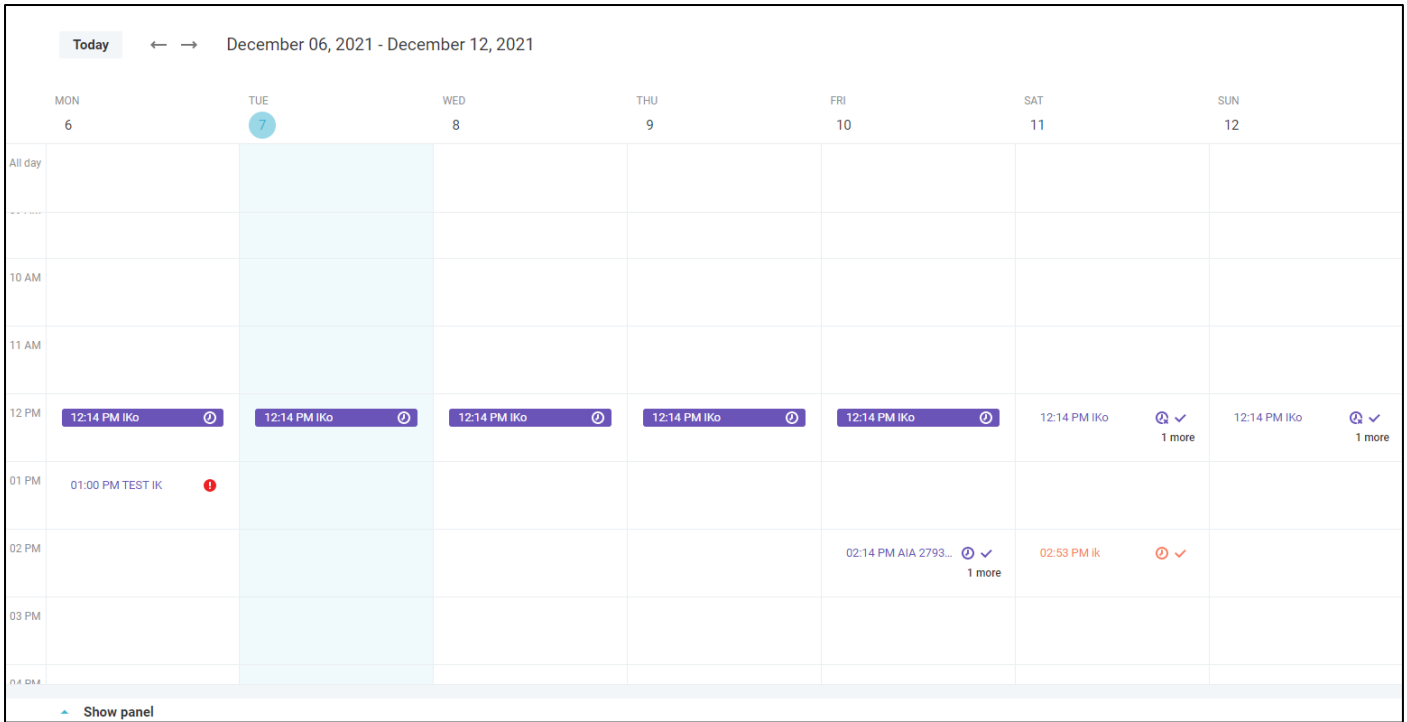 Today ← → December 06, 2021 - December 12, 2021
MON TUE WED THU FRI SAT SUN
6 7 8 9 10 11 12
All day
10 AM
11 AM
12 PM 12:14 PM IKo 12:14 PM IKo 12:14 PM IKo 12:14 PM IKo 12:14 PM IKo 12:14 PM IKo 12:14 PM IKo
1 more 1 more
01 PM 01:00 PM TEST IK
02 PM 02:14 PM AIA 2793... 02:53 PM ik
1 more
03 PM
04 PM
Show panel